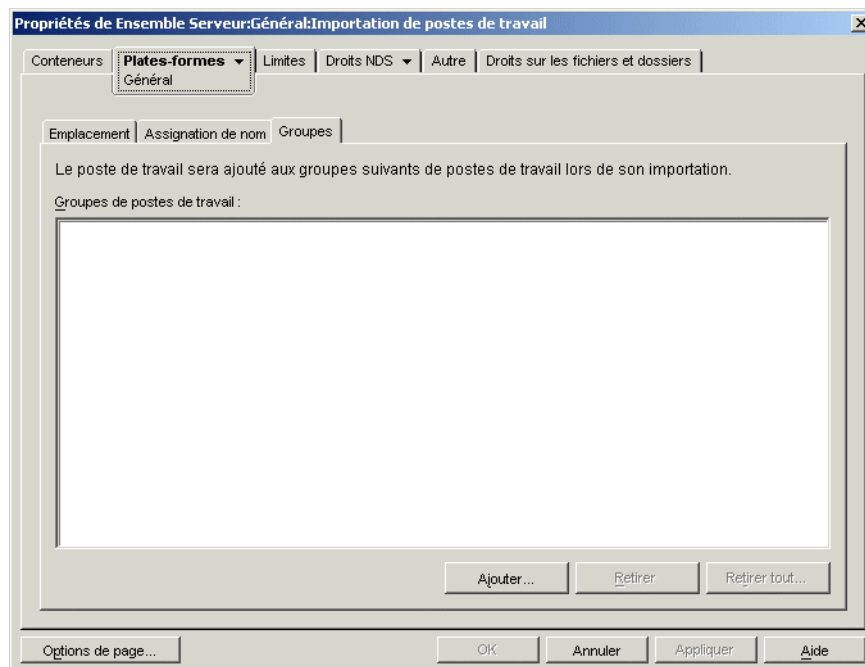 Propriétés de Ensemble Serveur:Général:Importation de postes de travail
Conteneurs Plates-formes Limites Droits NDS Autre Droits sur les fichiers et dossiers
Général
Emplacement Assignation de nom Groupes
Le poste de travail sera ajouté aux groupes suivants de postes de travail lors de son importation.
Groupes de postes de travail :
Ajouter... Retirer Retirer tout...
Options de page... OK Annuler Appliquer Aide